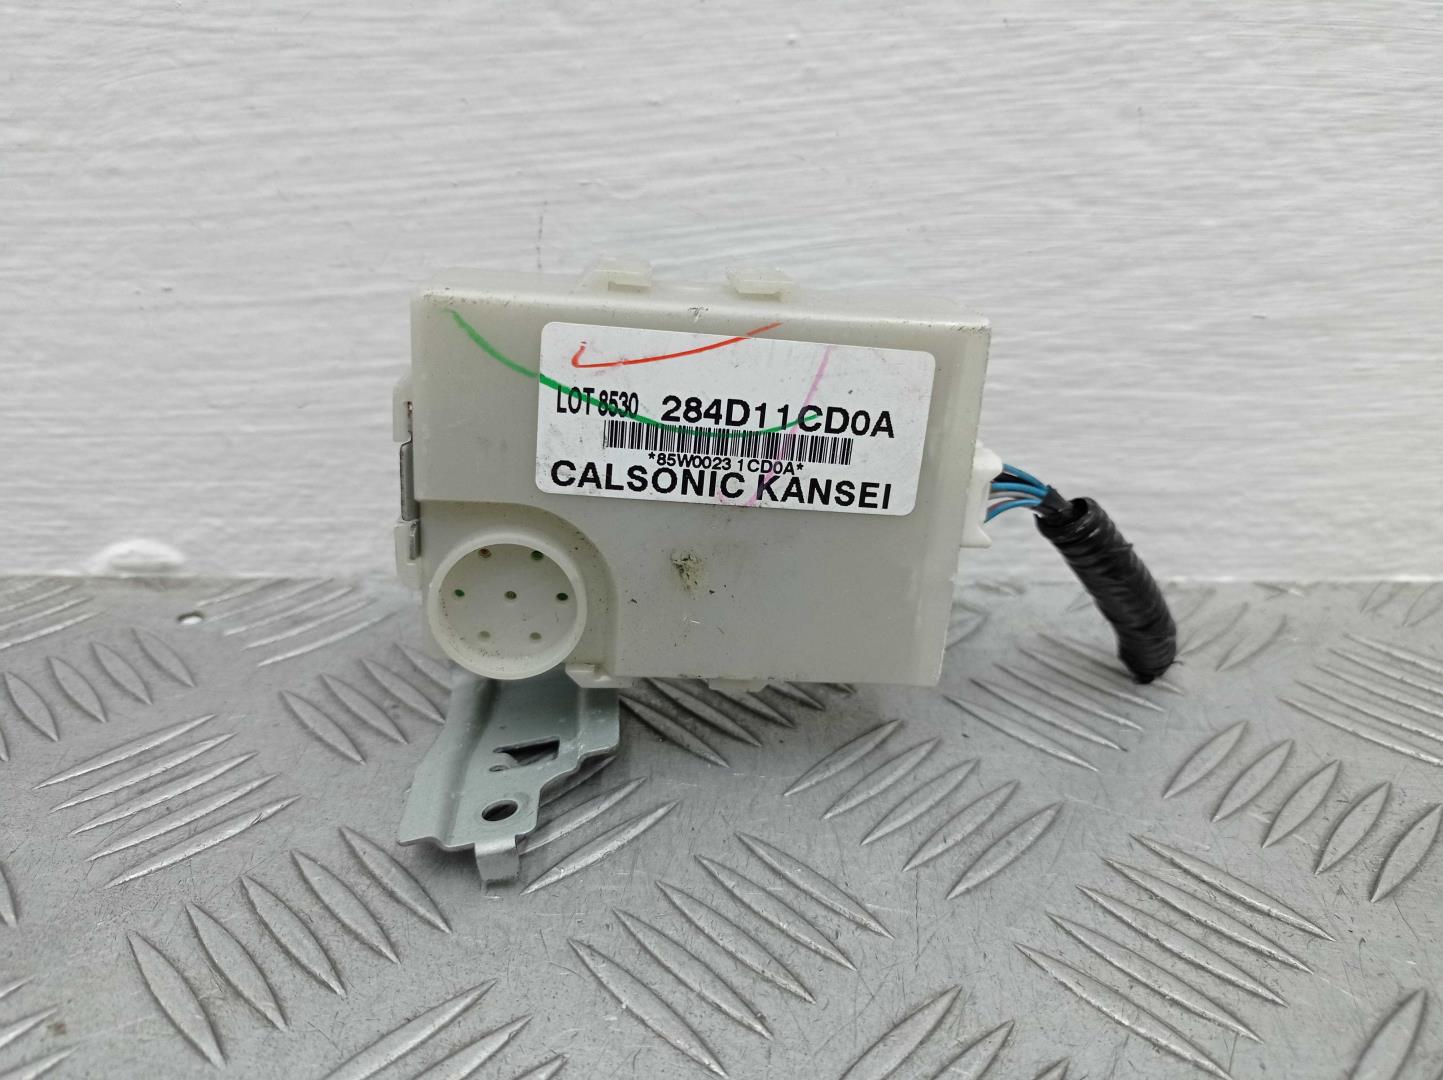 LOT 8530 284D11CD0A
*85W0023 1CD0A*
CALSONIC KANSEI